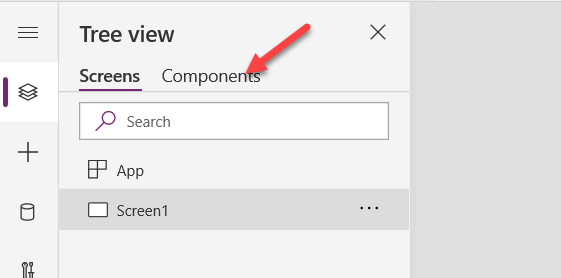 Tree view
Screens Components
Search
App
Screen1